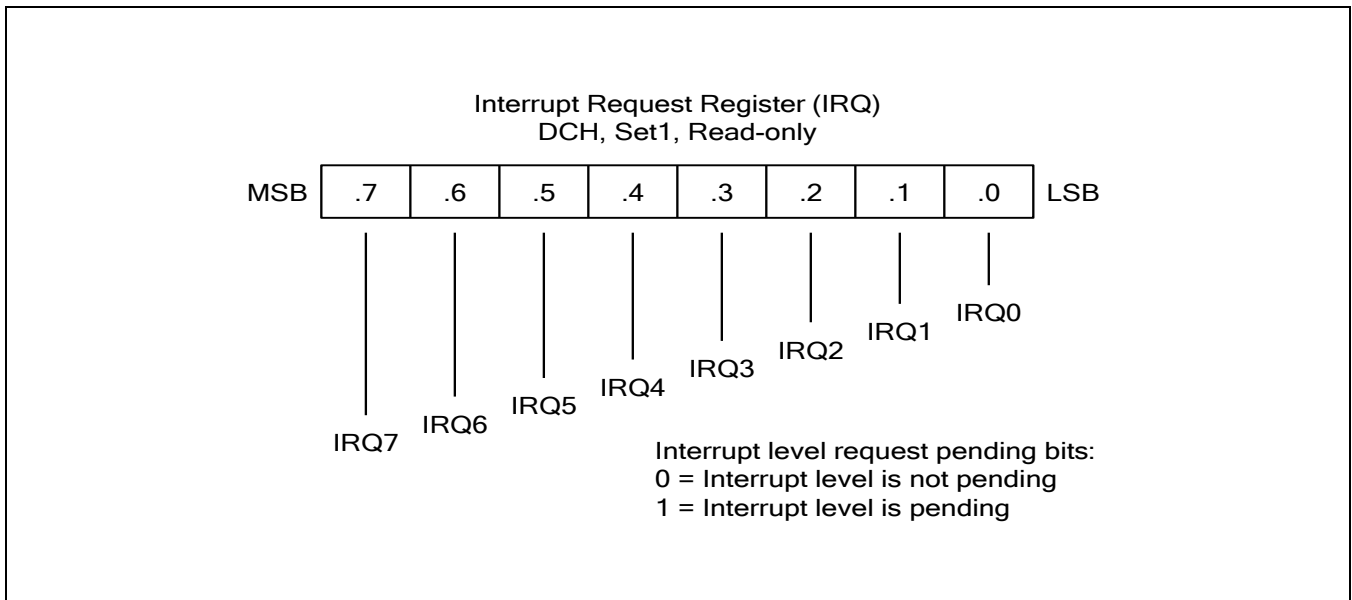 Interrupt Request Register (IRQ)
DCH, Set1, Read-only
MSB .7 .6 .5 .4 .3 .2 .1 .0 LSB
IRQ0
IRQ1
IRQ2
IRQ3
IRQ4
IRQ5
IRQ6
IRQ7
Interrupt level request pending bits:
0 = Interrupt level is not pending
1 = Interrupt level is pending